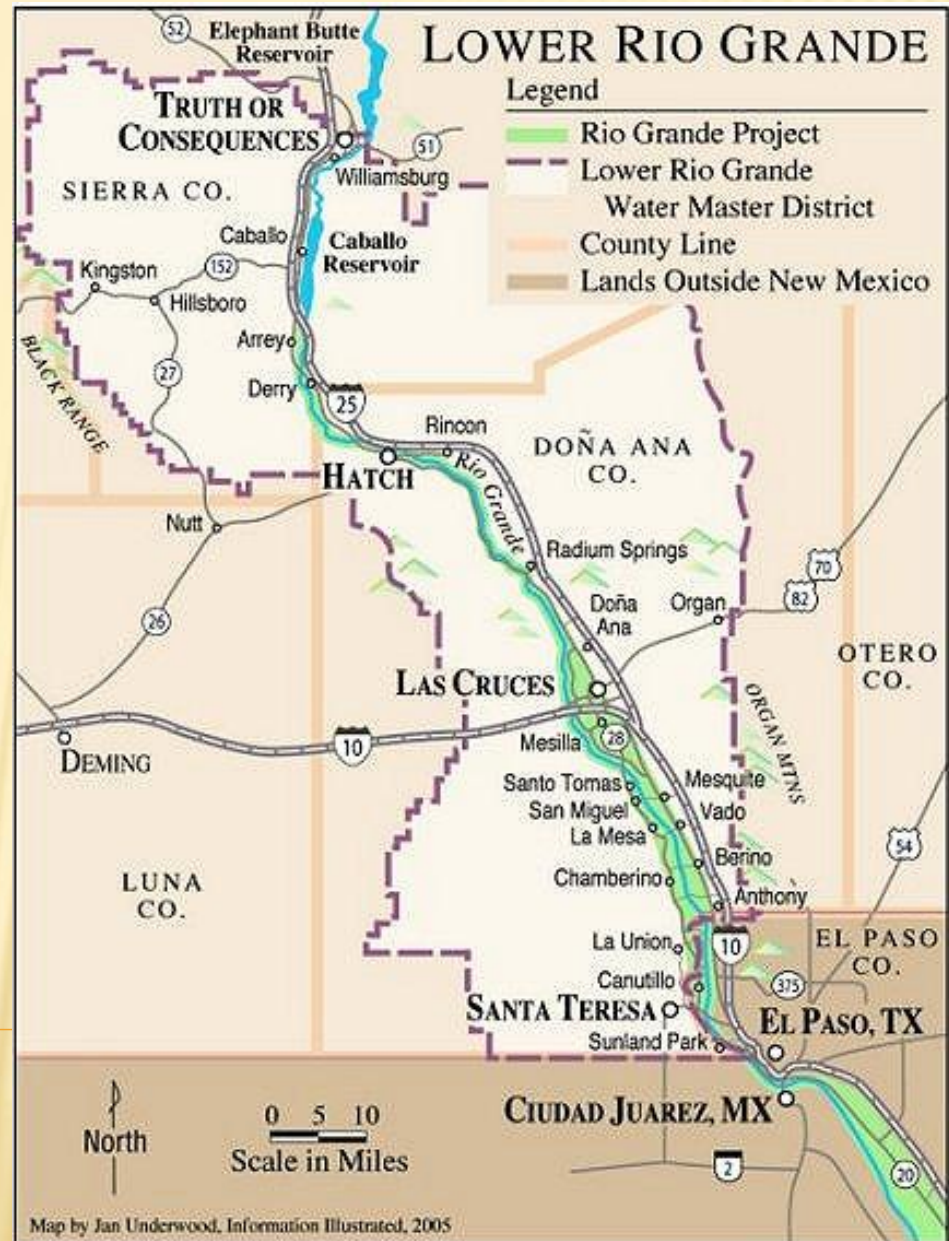 52
Elephant Butte
Reservoir
LOWER RIO GRANDE
Legend
Rio Grande Project
Lower Rio Grande
Water Master District
County Line
Lands Outside New Mexico
TRUTH OR
CONSEQUENCES
51
Williamsburg
SIERRA CO.
Caballo
Caballo
Reservoir
152
Kingston
Hillsboro
Arrey
BLACK RANGE
27
Derry
25
Rincon
Rio Grande
DOÑA ANA
CO.
HATCH
Nutt
Radium Springs
70
82
26
Doña
Ana
Organ
OTERO
CO.
LAS CRUCES
ORGAN MTNS
10
28
DEMING
Mesilla
Santo Tomas
Mesquite
San Miguel
Vado
La Mesa
54
Berino
LUNA
CO.
Chamberino
Anthony
La Union
10
EL PASO
CO.
Canutillo
375
SANTA TERESA
EL PASO, TX
Sunland Park
CIUDAD JUAREZ, MX
North
0 5 10
Scale in Miles
2
20
Map by Jan Underwood, Information Illustrated, 2005